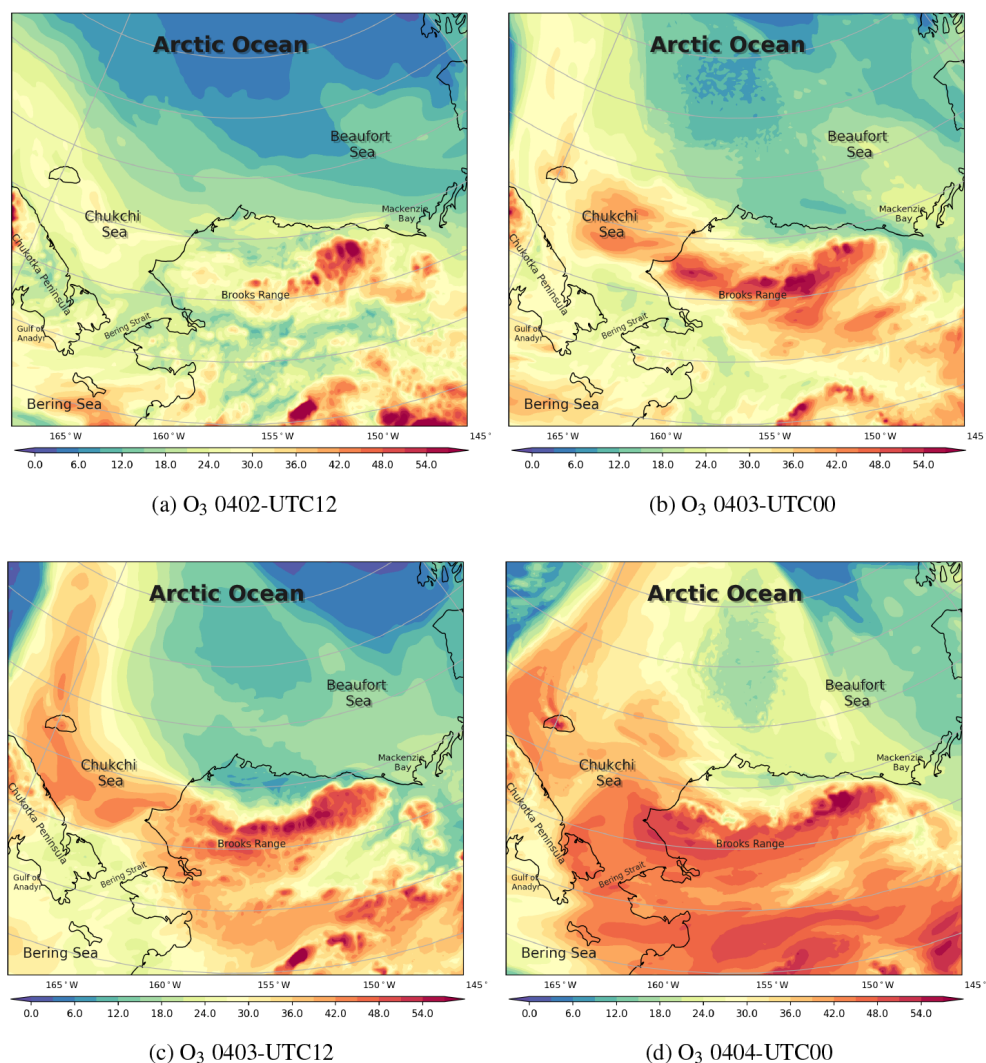 Arctic Ocean
Beaufort
Sea
Mackenzie
Bay
Chukchi
Sea
Chukotka Peninsula
Brooks Range
Bering Strait
Gulf of
Anadyr
Bering Sea
165°W 160°W 155°W 150°W 145°
0.0 6.0 12.0 18.0 24.0 30.0 36.0 42.0 48.0 54.0
(a) O₃ 0402-UTC12
Arctic Ocean
Beaufort
Sea
Mackenzie
Bay
Chukchi
Sea
Chukotka Peninsula
Brooks Range
Bering Strait
Gulf of
Anadyr
Bering Sea
165°W 160°W 155°W 150°W 145
0.0 6.0 12.0 18.0 24.0 30.0 36.0 42.0 48.0 54.0
(b) O₃ 0403-UTC00
Arctic Ocean
Beaufort
Sea
Mackenzie
Bay
Chukchi
Sea
Chukotka Peninsula
Brooks Range
Bering Strait
Gulf of
Anadyr
Bering Sea
165°W 160°W 155°W 150°W 145°
0.0 6.0 12.0 18.0 24.0 30.0 36.0 42.0 48.0 54.0
(c) O₃ 0403-UTC12
Arctic Ocean
Beaufort
Sea
Mackenzie
Bay
Chukchi
Sea
Chukotka Peninsula
Brooks Range
Bering Strait
Gulf of
Anadyr
Bering Sea
165°W 160°W 155°W 150°W 145°
0.0 6.0 12.0 18.0 24.0 30.0 36.0 42.0 48.0 54.0
(d) O₃ 0404-UTC00